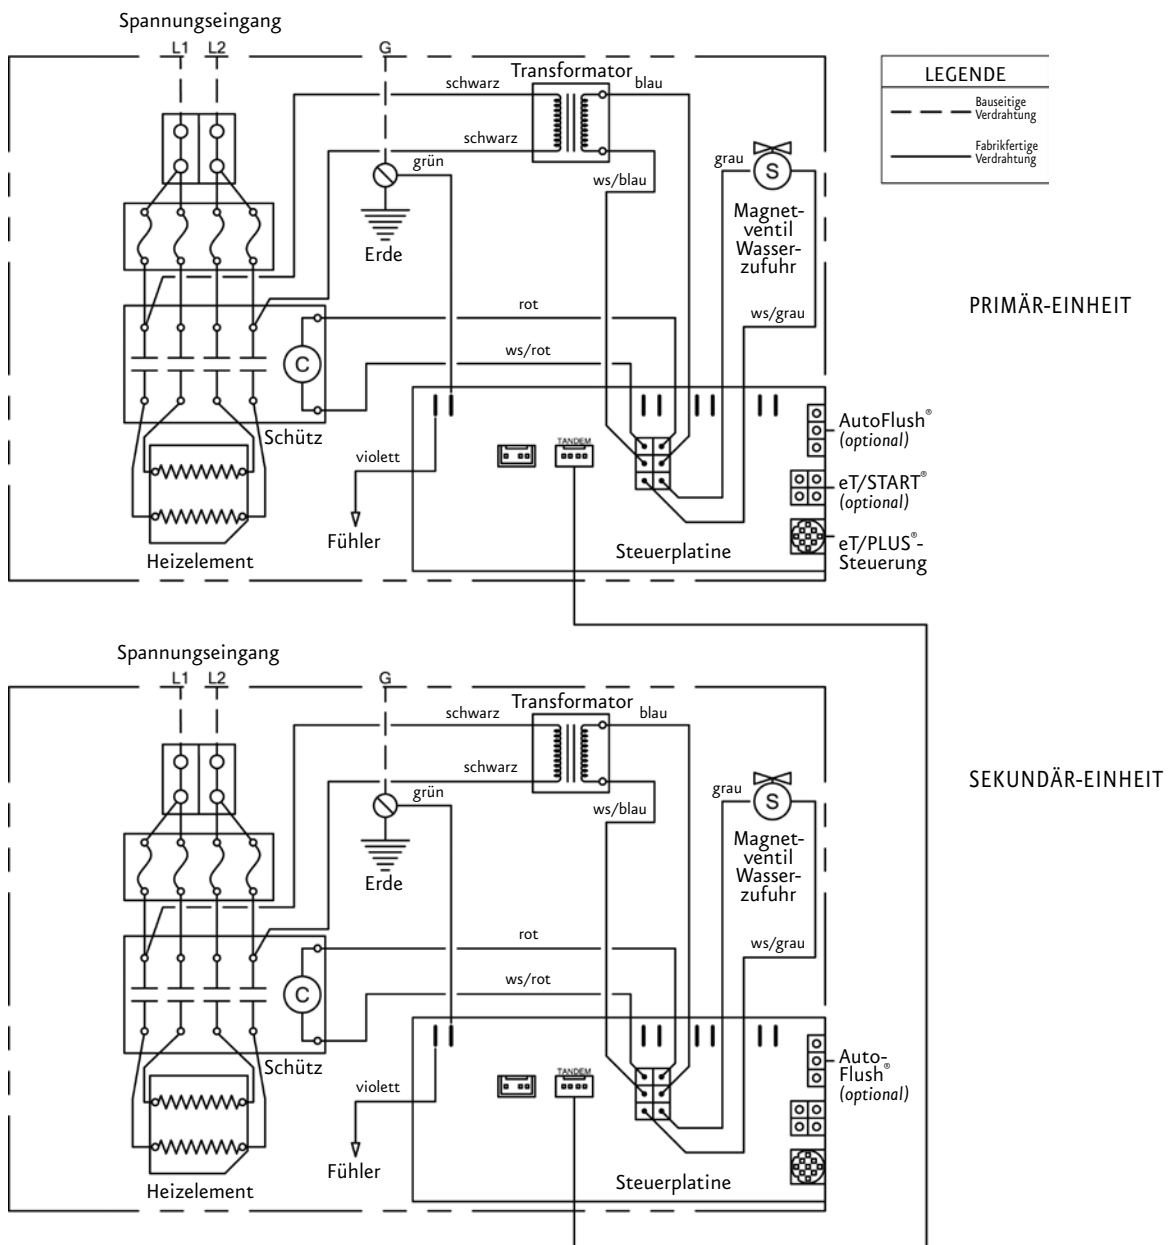 Spannungseingang
L1 L2 G
Transformator
schwarz
blau
schwarz
grün
ws/blau
grau
S
Magnet-
ventil
Wasser-
zufuhr
Erde
rot
ws/grau
ws/rot
C
Schütz
violett
TANDEM
Fühler
Heizelement
Steuerplatine
AutoFlush®
(optional)
eT/START®
(optional)
eT/PLUS®-
Steuerung
LEGENDE
Bauseitige
Verdrahtung
Fabrikfertige
Verdrahtung
PRIMÄR-EINHEIT
Spannungseingang
L1 L2 G
Transformator
schwarz
blau
schwarz
grün
ws/blau
grau
S
Magnet-
ventil
Wasser-
zufuhr
Erde
rot
ws/grau
ws/rot
C
Schütz
violett
TANDEM
Fühler
Heizelement
Steuerplatine
Auto-
Flush®
(optional)
SEKUNDÄR-EINHEIT